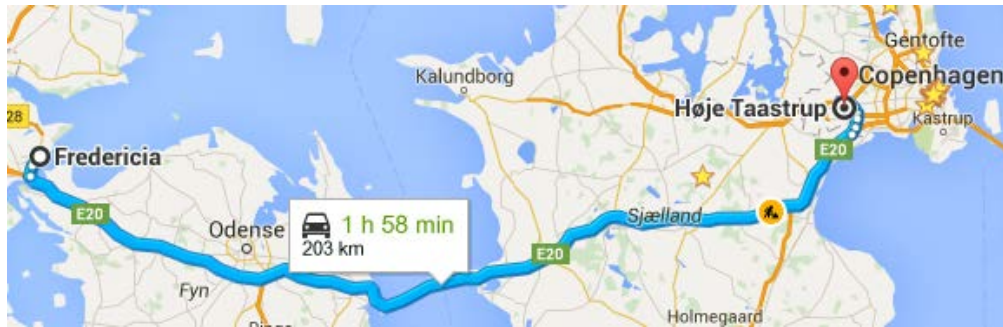 Gentofte
Kalundborg
Copenhagen
Høje Taastrup
28
Kastrup
Fredericia
E20
E20
Sjælland
1 h 58 min
Odense
203 km
E20
Fyn
Holmegaard